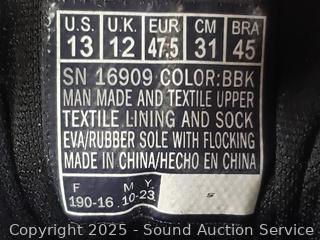 U.S. U.K. EUR CM BRA
13 12 47.5 31 45
SN 16909 COLOR:BBK
MAN MADE AND TEXTILE UPPER
TEXTILE LINING AND SOCK
EVA/RUBBER SOLE WITH FLOCKING
MADE IN CHINA/HECHO EN CHINA
F M Y
190-16 10-23
Copyright © 2025 - Sound Auction Service